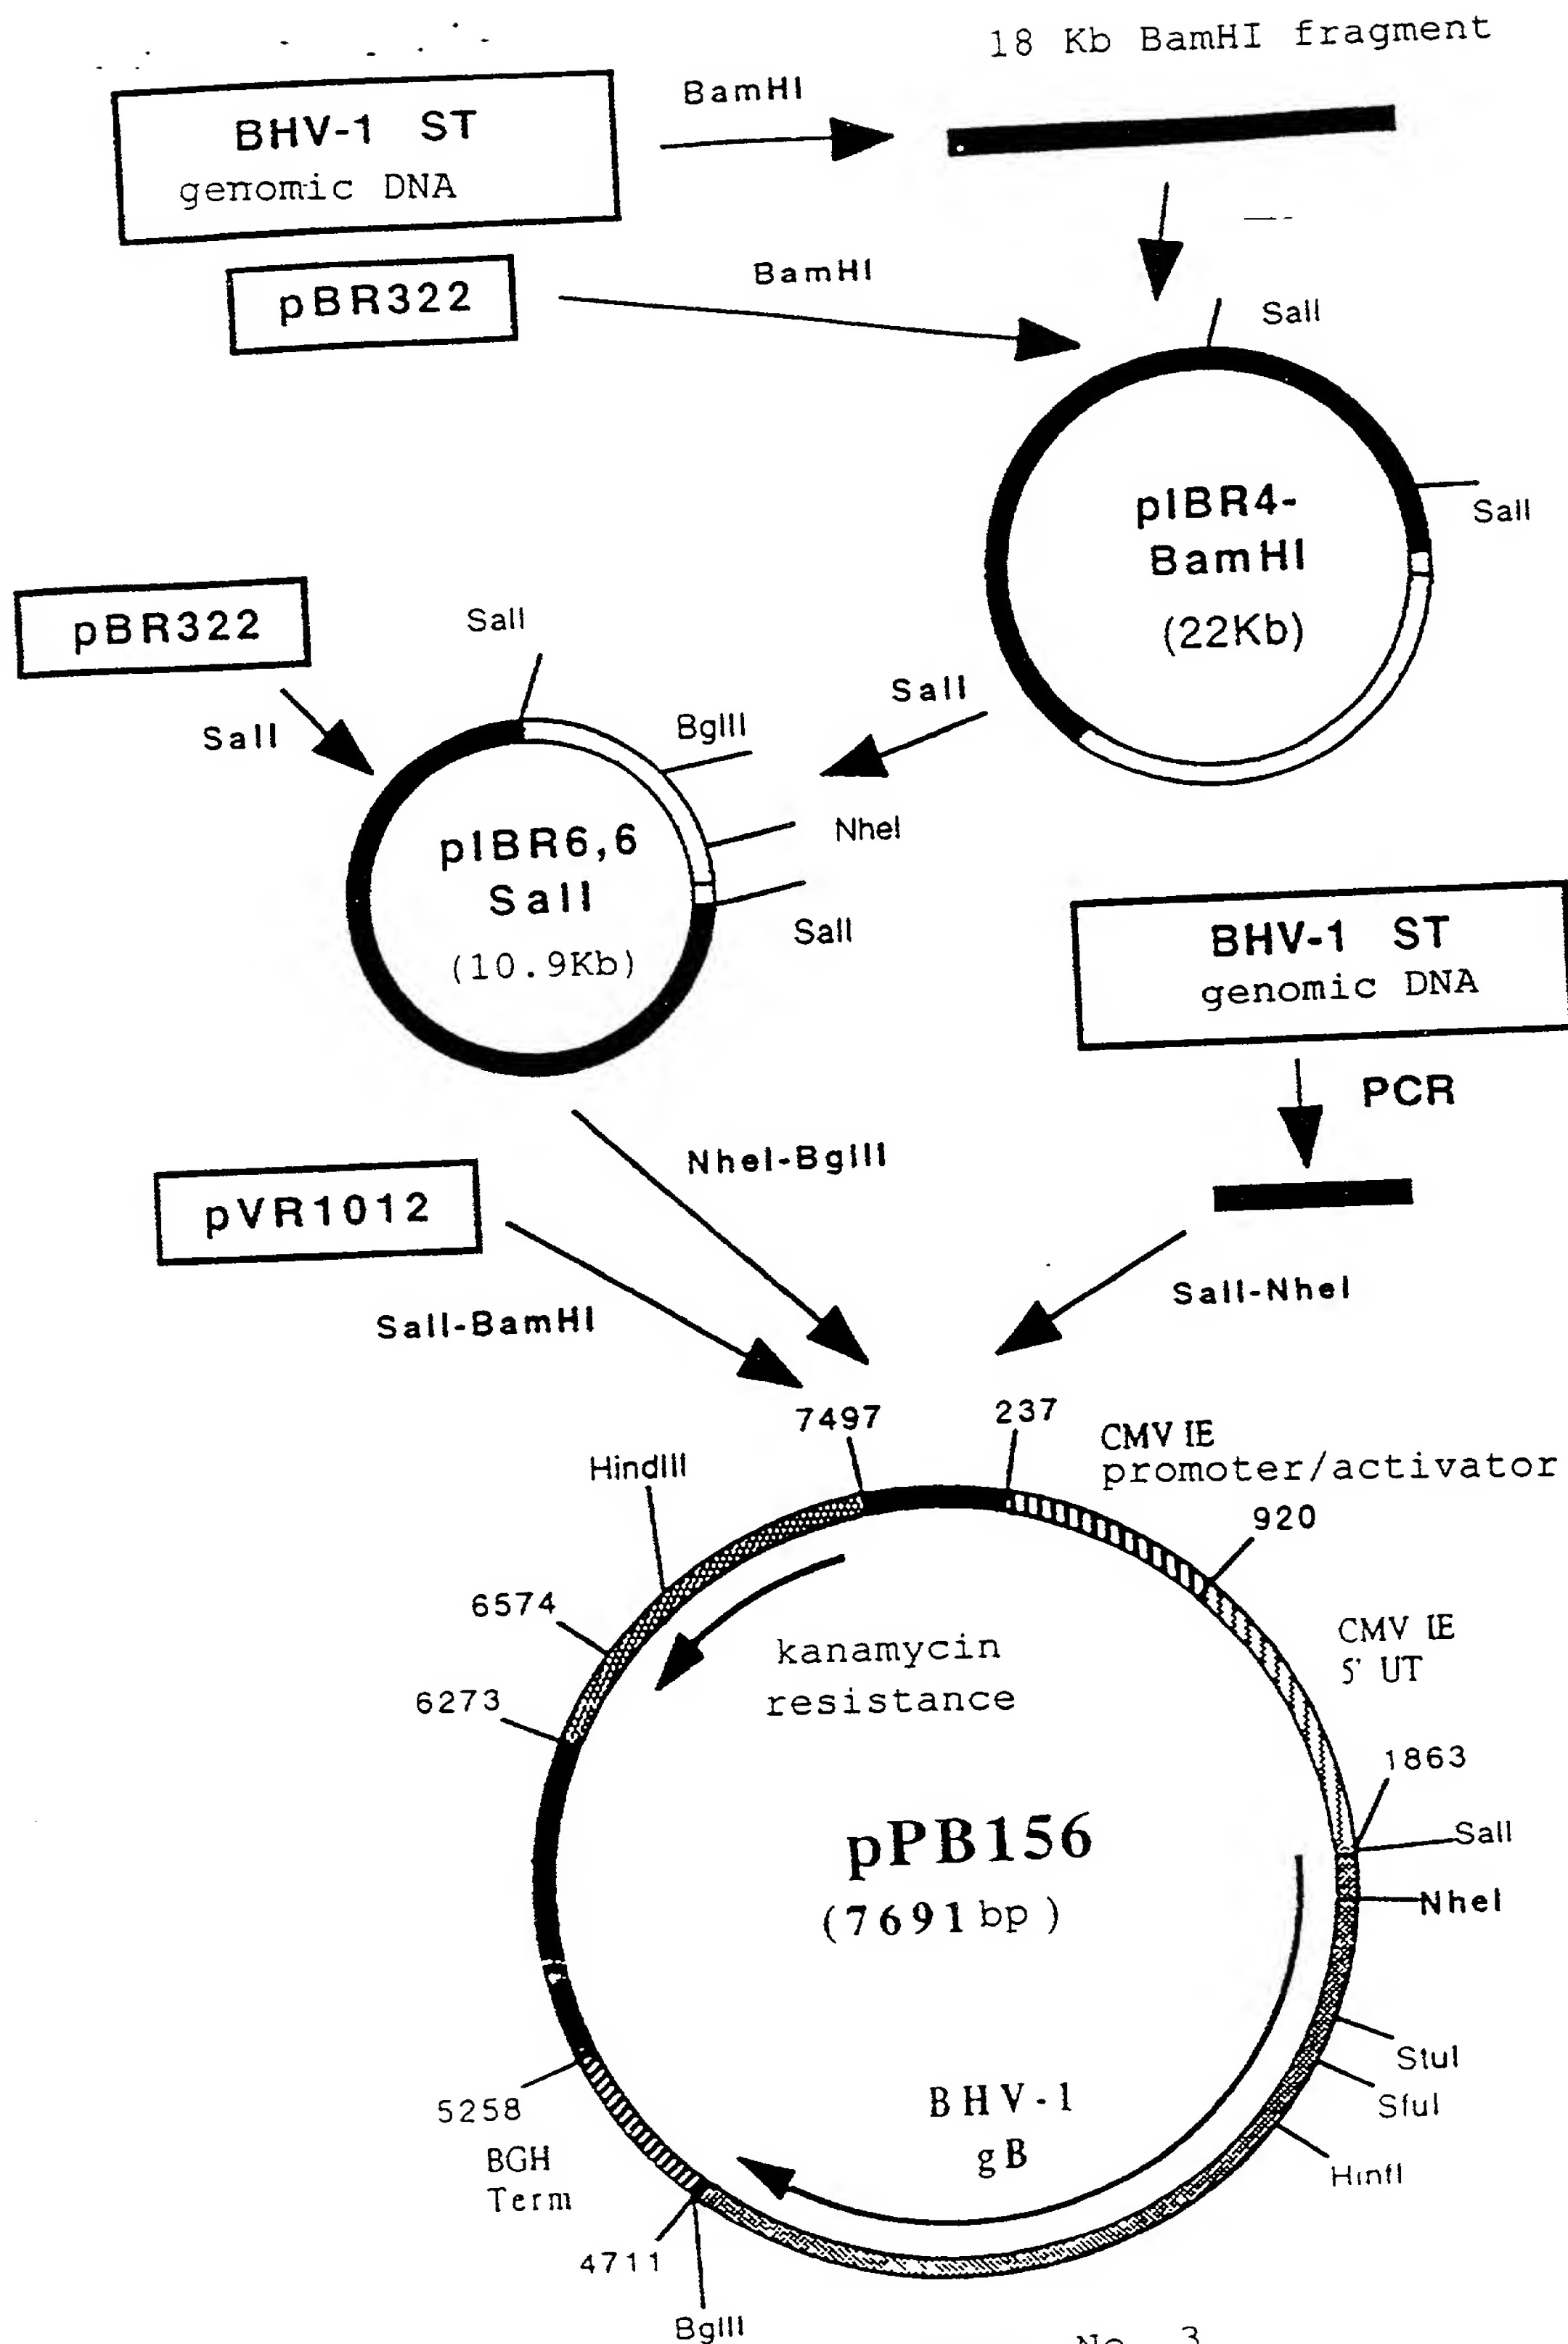 18 Kb BamHI fragment
BamHI
BHV-1 ST
genomic DNA
pBR322
BamHI
SalI
pIBR4-
BamHI
(22Kb)
SalI
pBR322
SalI
SalI
SalI
BglII
NheI
SalI
pIBR6,6
SalI
(10.9Kb)
BHV-1 ST
genomic DNA
PCR
NheI-BglII
pVR1012
SalI-BamHI
SalI-NheI
7497
237
CMV IE
promoter/activator
920
HindIII
6574
6273
kanamycin
resistance
CMV IE
5' UT
1863
SalI
NheI
pPB156
(7691bp)
StuI
SfuI
HinfI
BHV-1
gB
5258
BGH
Term
4711
BglII
No. 3